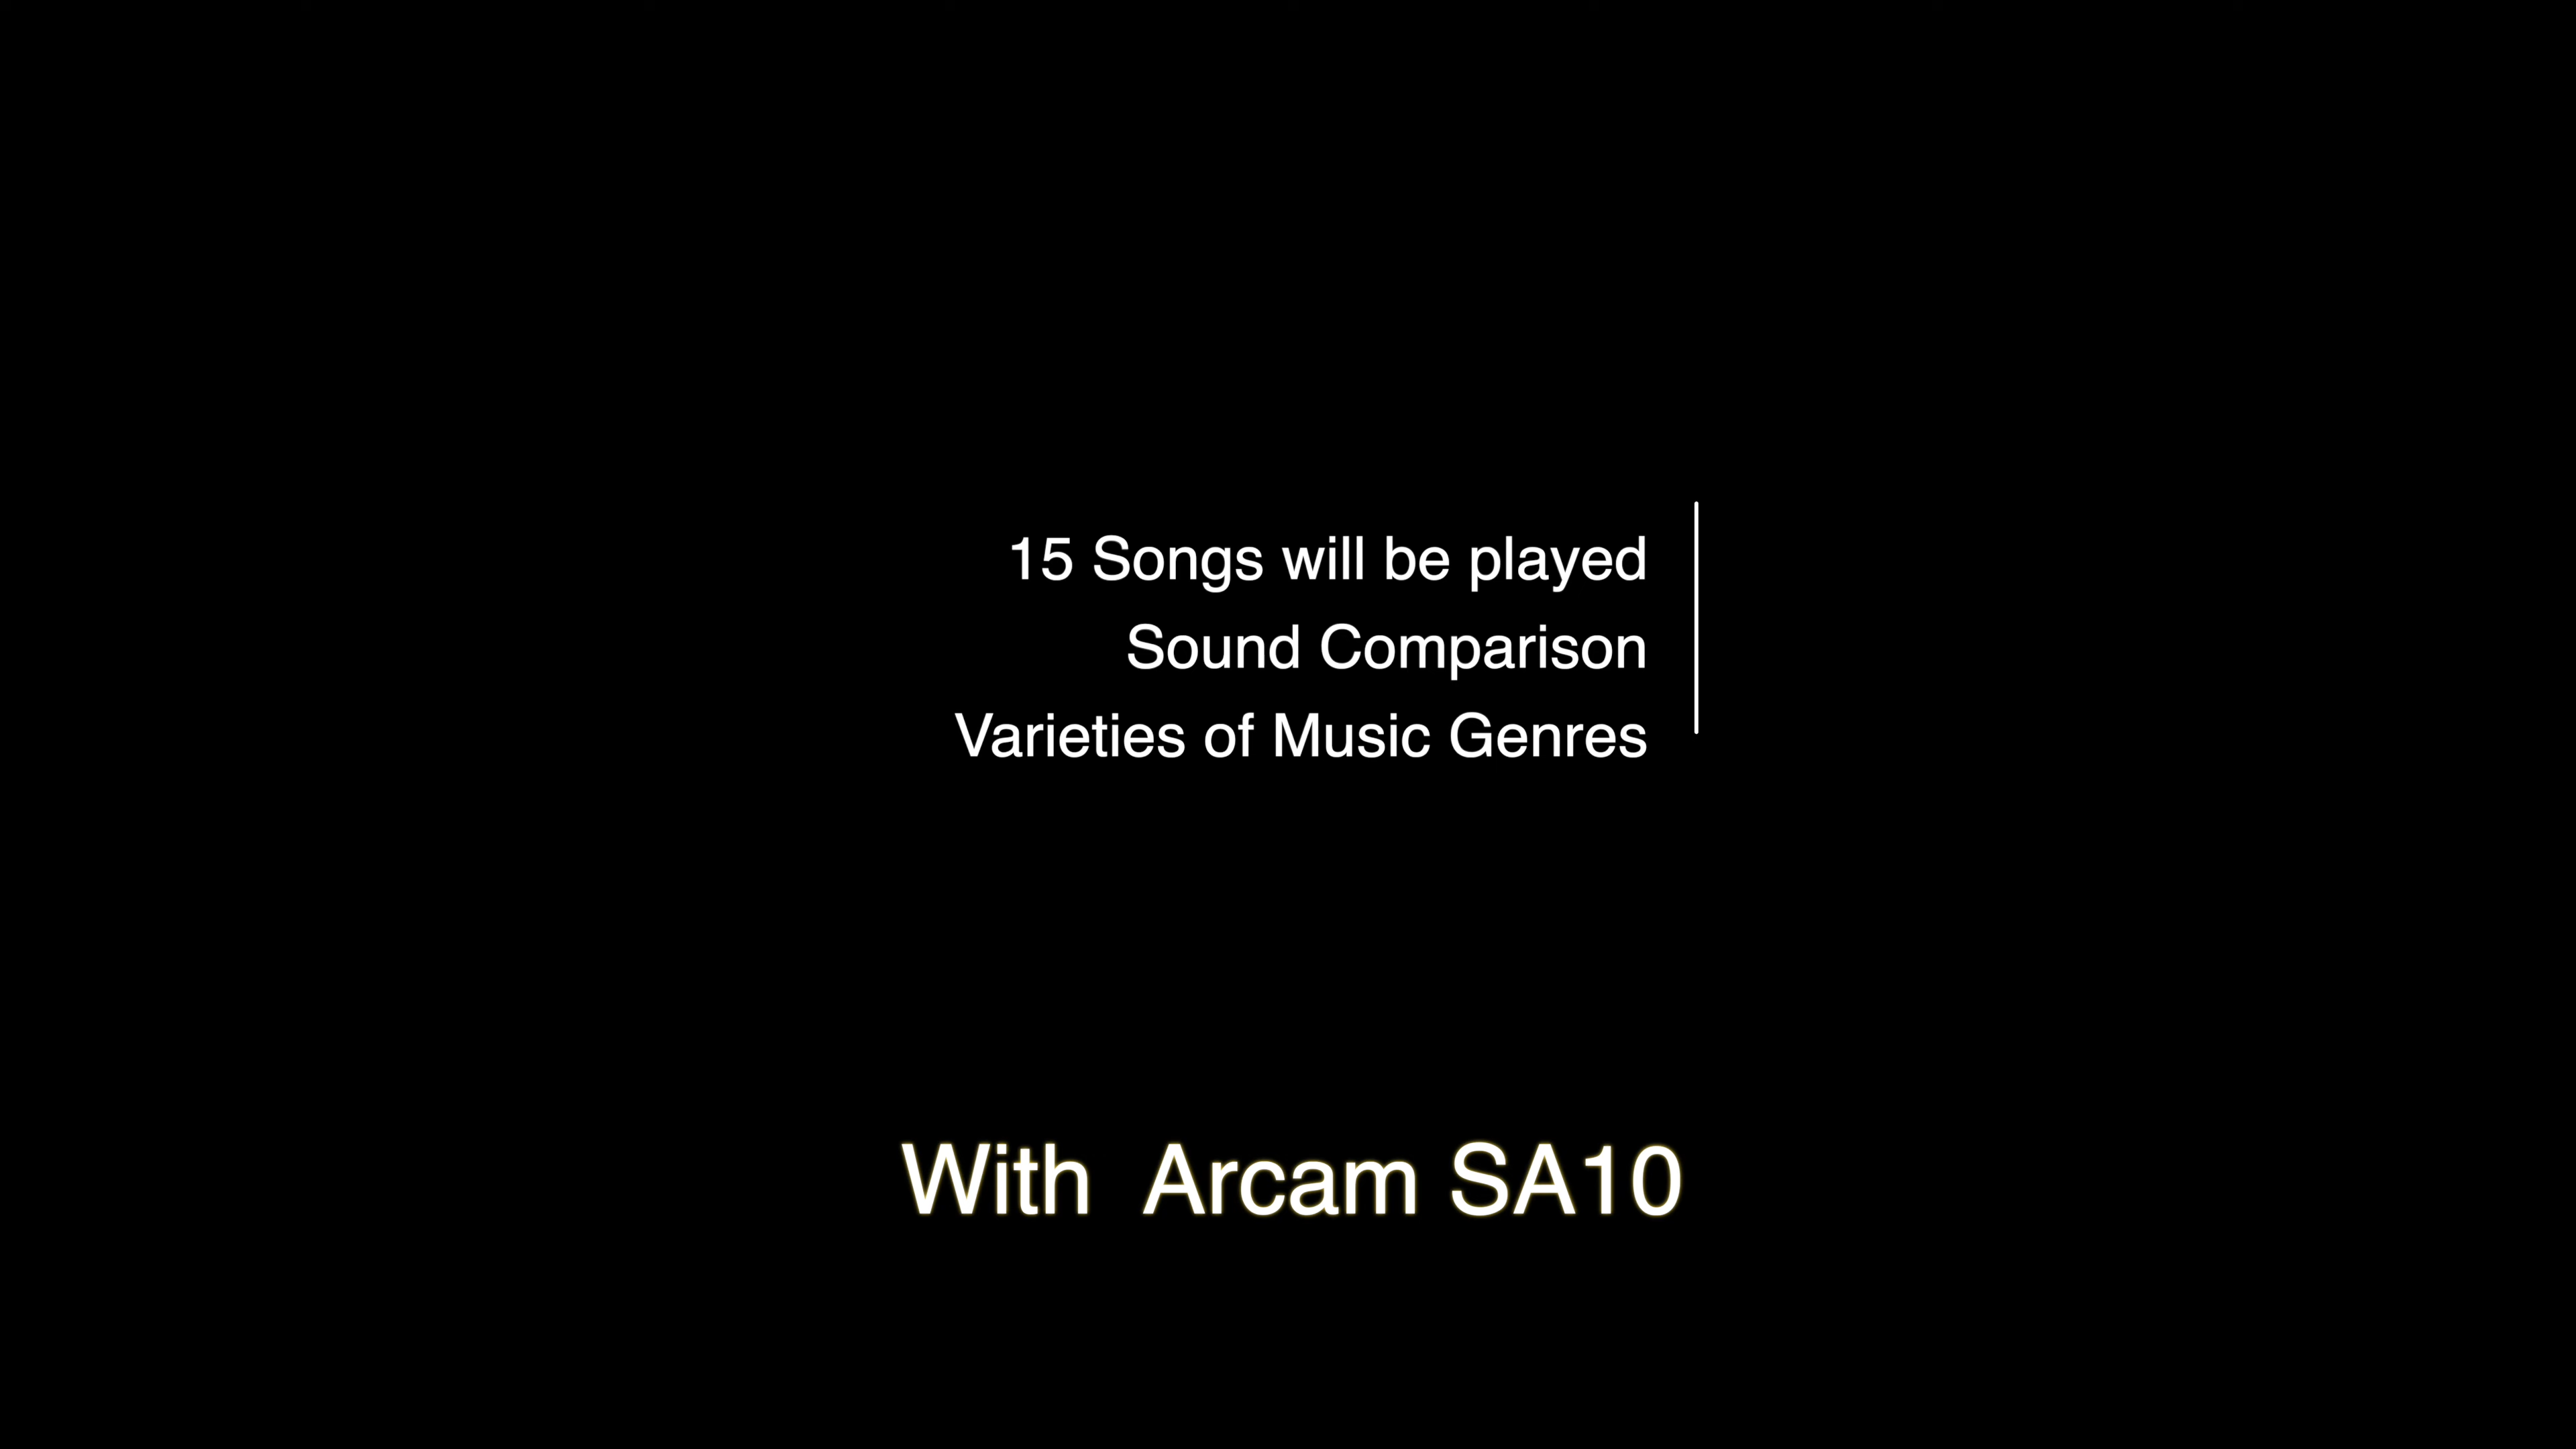 15 Songs will be played
Sound Comparison
Varieties of Music Genres
With  Arcam SA10